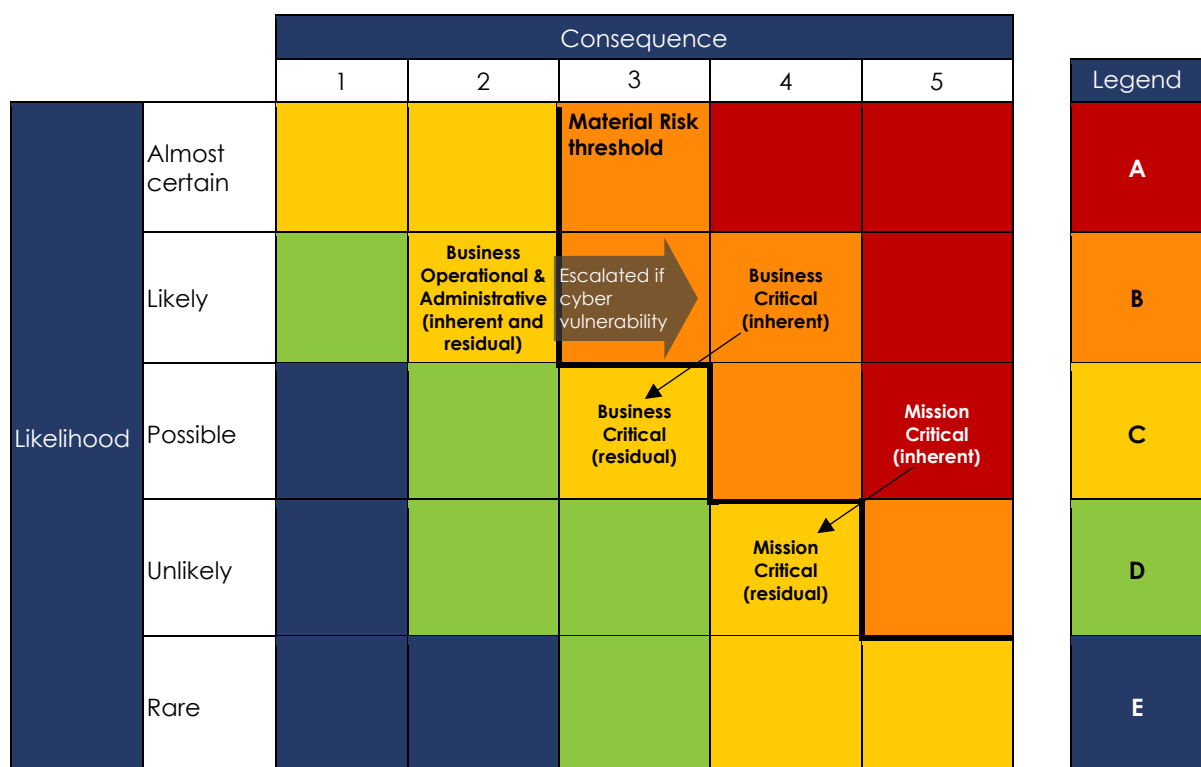 Consequence
1 2 3 4 5
Legend
Likelihood
Almost
certain
Material Risk
threshold
A
Likely
Business
Operational &
Administrative
(inherent and
residual)
Escalated if
cyber
vulnerability
Business
Critical
(inherent)
B
Possible
Business
Critical
(residual)
Mission
Critical
(inherent)
C
Unlikely
Mission
Critical
(residual)
D
Rare
E